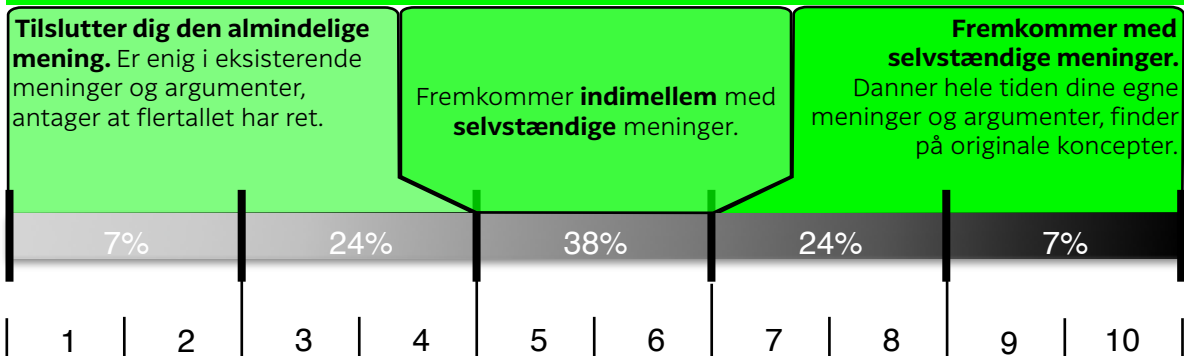 Tilslutter dig den almindelige
mening. Er enig i eksisterende
meninger og argumenter,
antager at flertallet har ret.
Fremkommer indimellem med
selvstændige meninger.
Fremkommer med
selvstændige meninger.
Danner hele tiden dine egne
meninger og argumenter, finder
på originale koncepter.
7% 24% 38% 24% 7%
1 2 3 4 5 6 7 8 9 10